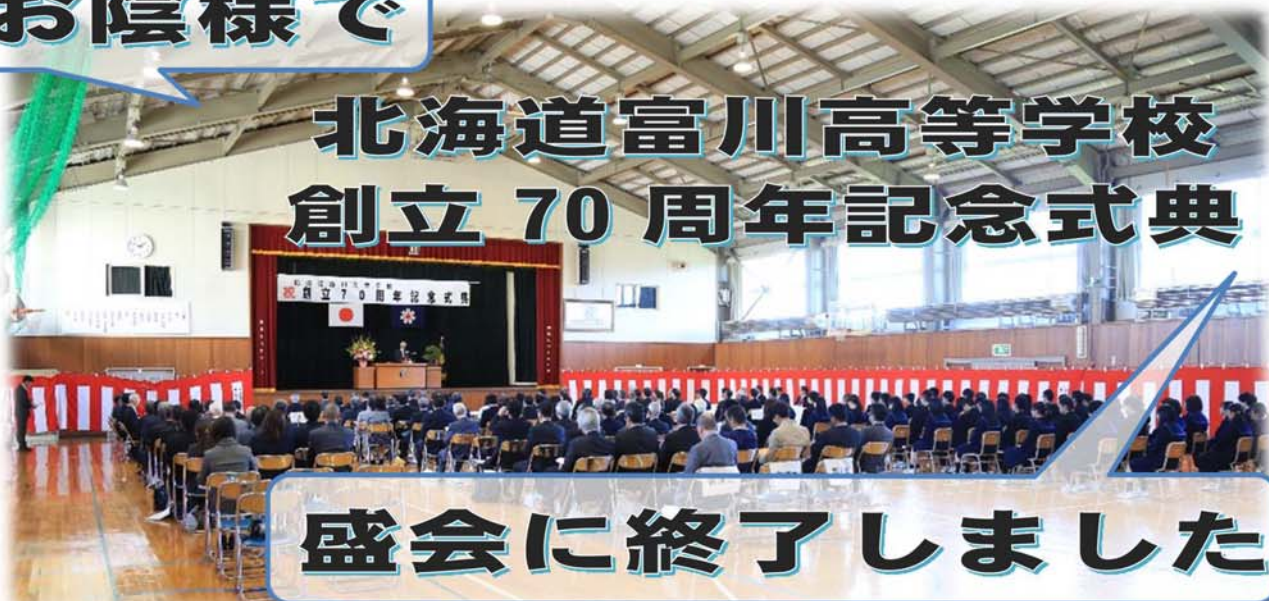 お陰様で
北海道富川高等学校
創立 70 周年記念式典
祝 創立70周年記念式典
盛会に終了しました